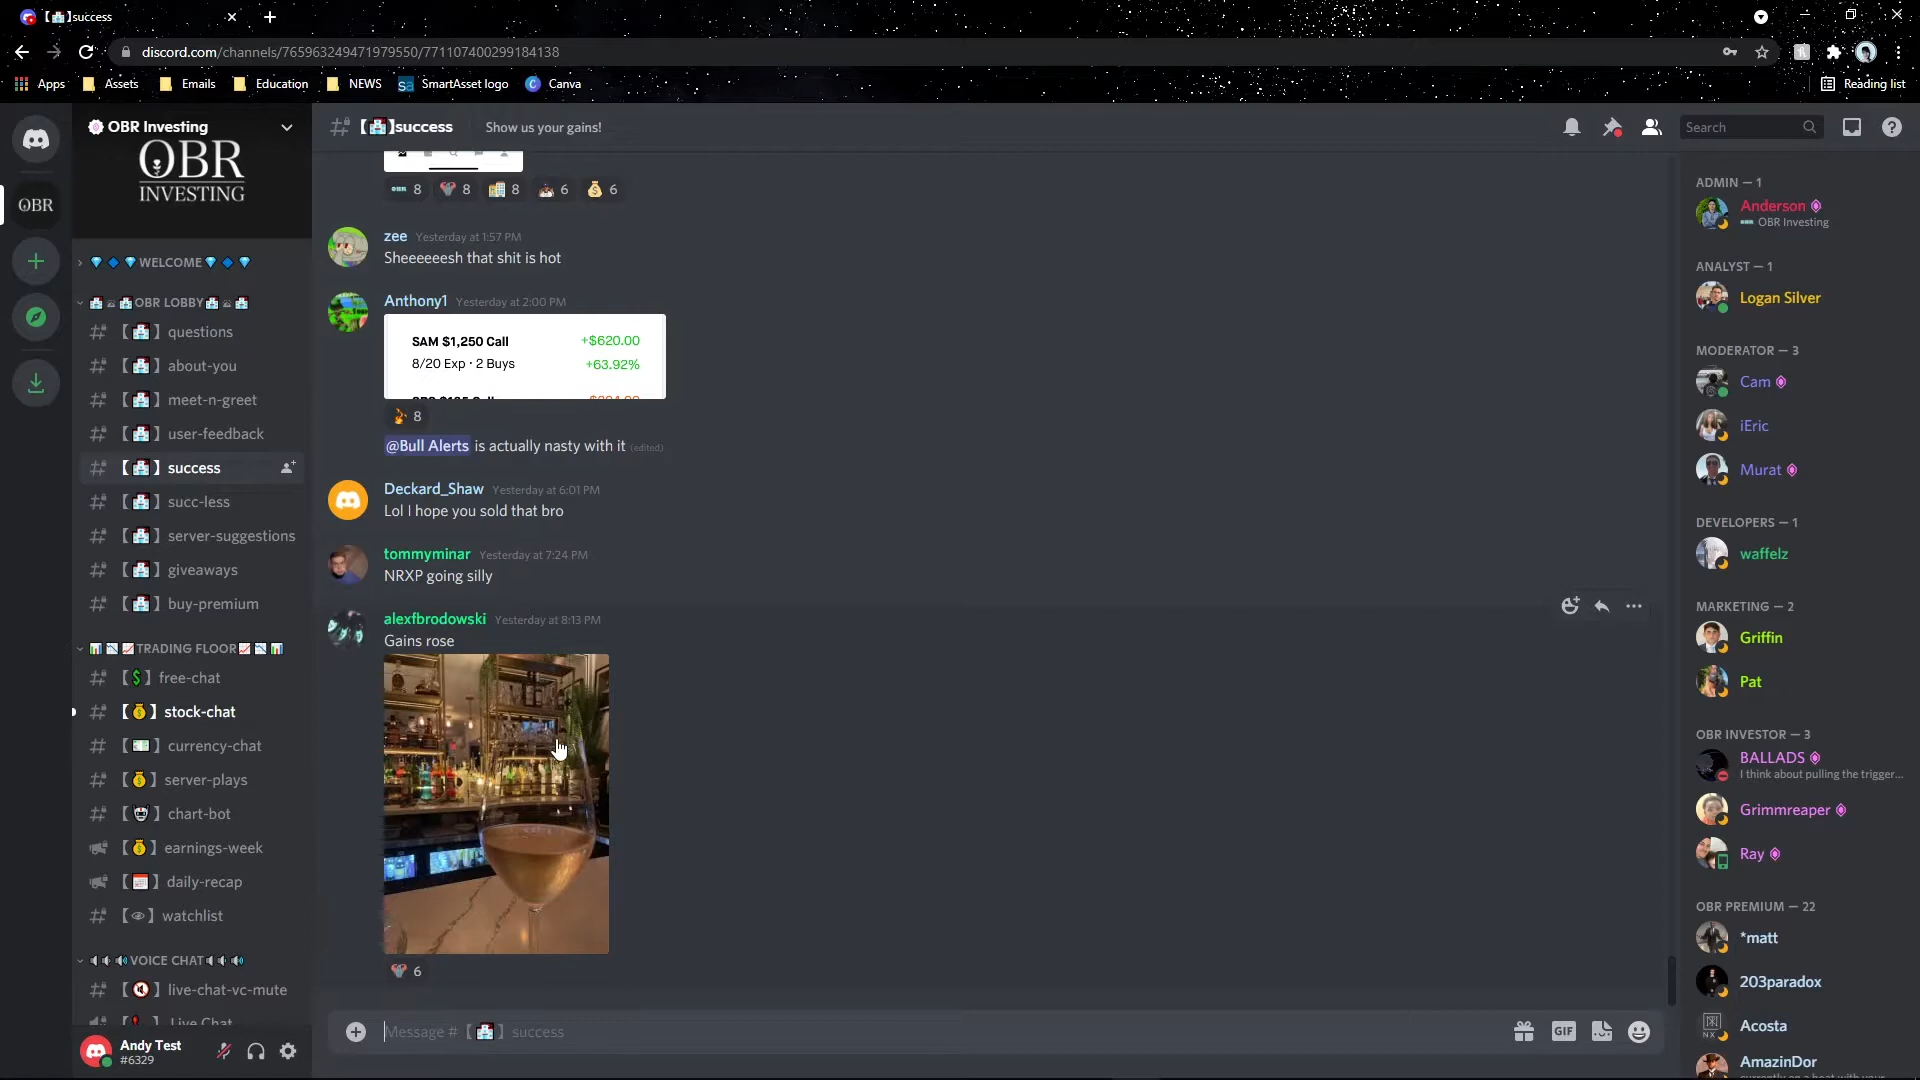 【】success
discord.com/channels/765963249471979550/771107400299184138
Apps
Assets
Emails
Education
NEWS
SmartAsset logo
Canva
Reading list
OBR Investing
OBR
INVESTING
OBR
WELCOME
OBR LOBBY
【】questions
【】about-you
【】meet-n-greet
【】user-feedback
【】success
【】succ-less
【】server-suggestions
【】giveaways
【】buy-premium
TRADING FLOOR
【】free-chat
【】stock-chat
【】currency-chat
【】server-plays
【】chart-bot
【】earnings-week
【】daily-recap
【】watchlist
VOICE CHAT
【】live-chat-vc-mute
【】Live Chat
Andy Test
#6329
【】success
Show us your gains!
Search
8 8 8 6 6
zee Yesterday at 1:57 PM
Sheeeeeesh that shit is hot
Anthony1 Yesterday at 2:00 PM
SAM $1,250 Call +$620.00
8/20 Exp · 2 Buys +63.92%
8
@Bull Alerts is actually nasty with it (edited)
Deckard_Shaw Yesterday at 6:01 PM
Lol I hope you sold that bro
tommyminar Yesterday at 7:24 PM
NRXP going silly
alexfbrodowski Yesterday at 8:13 PM
Gains rose
6
Message #【】success
GIF
ADMIN — 1
Anderson
OBR Investing
ANALYST — 1
Logan Silver
MODERATOR — 3
Cam
iEric
Murat
DEVELOPERS — 1
waffelz
MARKETING — 2
Griffin
Pat
OBR INVESTOR — 3
BALLADS
I think about pulling the trigger...
Grimmreaper
Ray
OBR PREMIUM — 22
*matt
203paradox
Acosta
AmazinDor